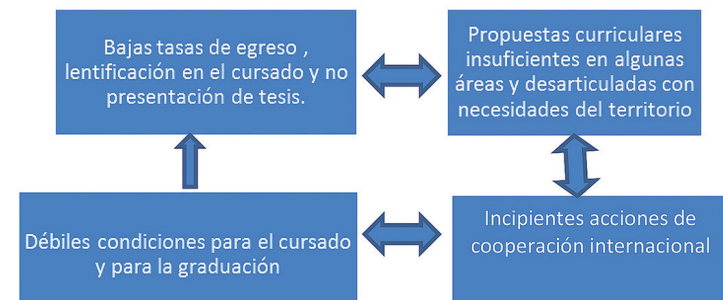 Bajas tasas de egreso ,
lentificación en el cursado y no
presentación de tesis.
Propuestas curriculares
insuficientes en algunas
áreas y desarticuladas con
necesidades del territorio
Débiles condiciones para el cursado
y para la graduación
Incipientes acciones de
cooperación internacional